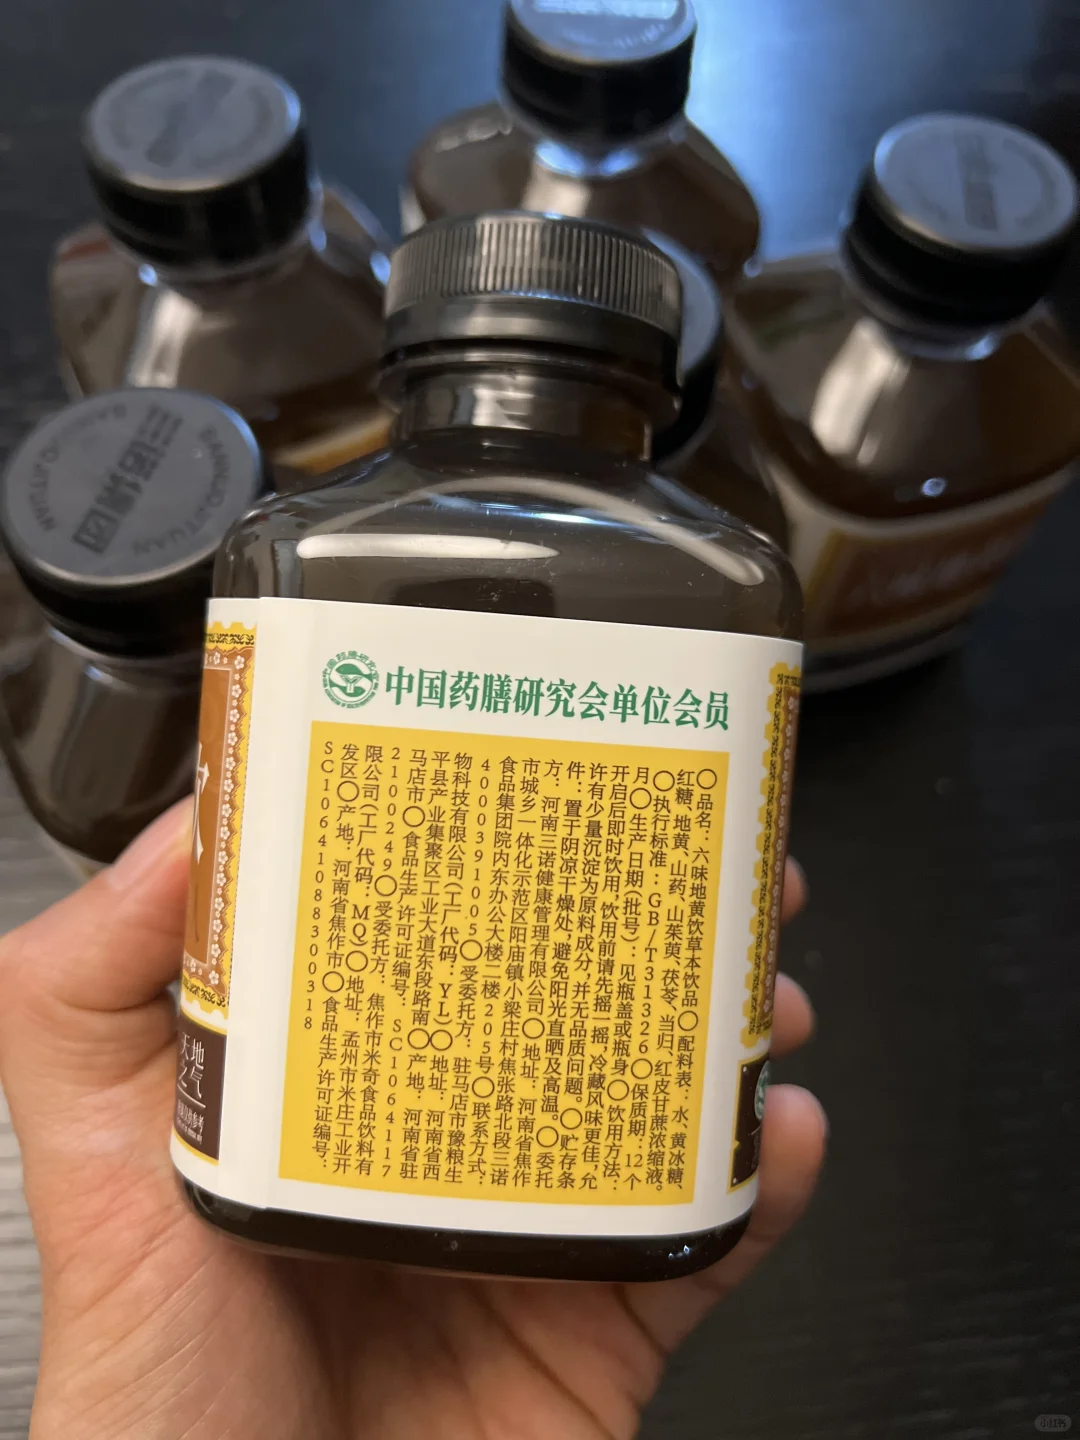 中国药膳研究会单位会员
〇品名：六味地黄饮草本饮品〇配料表：水、黄冰糖、
红糖、地黄、山药、山茱萸、茯苓、当归、红皮甘蔗浓缩液。
〇执行标准：GB/T31326〇保质期：12个
月〇生产日期(批号)：见瓶盖或瓶身〇饮用方法：
开启后即时饮用，饮用前请先摇一摇，冷藏风味更佳，允
许有少量沉淀为原料成分，并无品质问题。〇贮存条
件：置于阴凉干燥处，避免阳光直晒及高温。〇委托
方：河南三诺健康管理有限公司〇地址：河南省焦作
市城乡一体化示范区阳庙镇小梁庄村焦张路北段三诺
食品集团院内东办公大楼二楼205号〇联系方式：
4000391005〇受委托方：驻马店市豫粮生
物科技有限公司(工厂代码：YL)〇地址：河南省西
平县产业集聚区工业大道东段路南〇产地：河南省驻
马店市〇食品生产许可证编号：SC1064117
2100249〇受委托方：焦作市米奇食品饮料有
限公司(工厂代码：MQ)〇地址：孟州市米庄工业开
发区〇产地：河南省焦作市〇食品生产许可证编号：
SC10641088300318
天地
之气
小红书